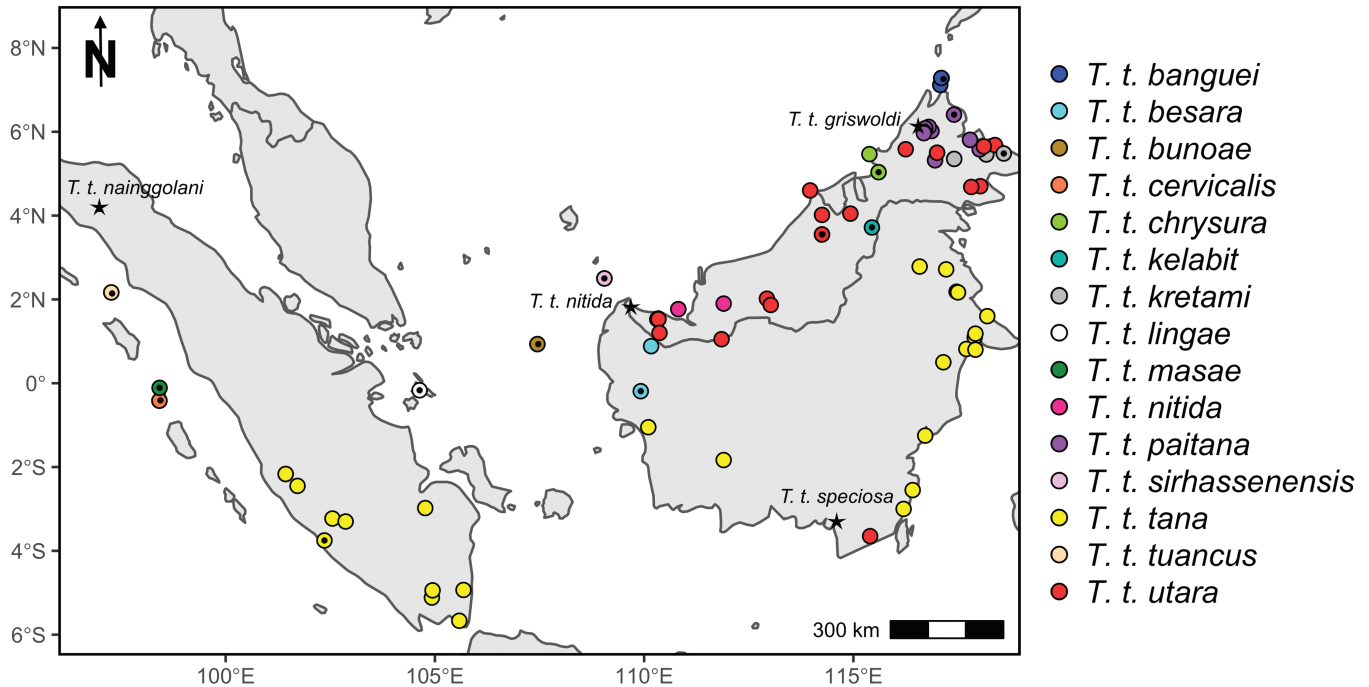 N
8°N
6°N
4°N
2°N
0°
2°S
4°S
6°S
100°E
105°E
110°E
115°E
T. t. griswoldi
T. t. nainggolani
T. t. nitida
T. t. speciosa
300 km
T. t. banguei
T. t. besara
T. t. bunoae
T. t. cervicalis
T. t. chrysura
T. t. kelabit
T. t. kretami
T. t. lingae
T. t. masae
T. t. nitida
T. t. paitana
T. t. sirhassenensis
T. t. tana
T. t. tuancus
T. t. utara